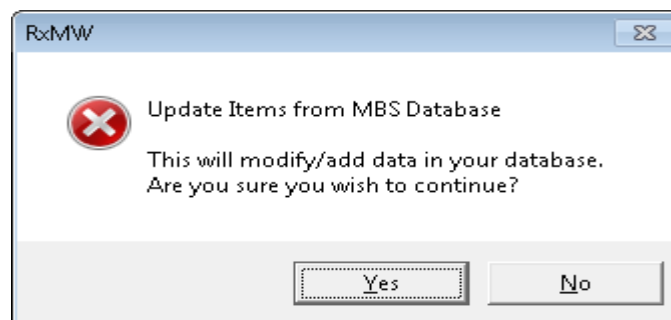 RxMW
Update Items from MBS Database
This will modify/add data in your database.
Are you sure you wish to continue?
Yes
No